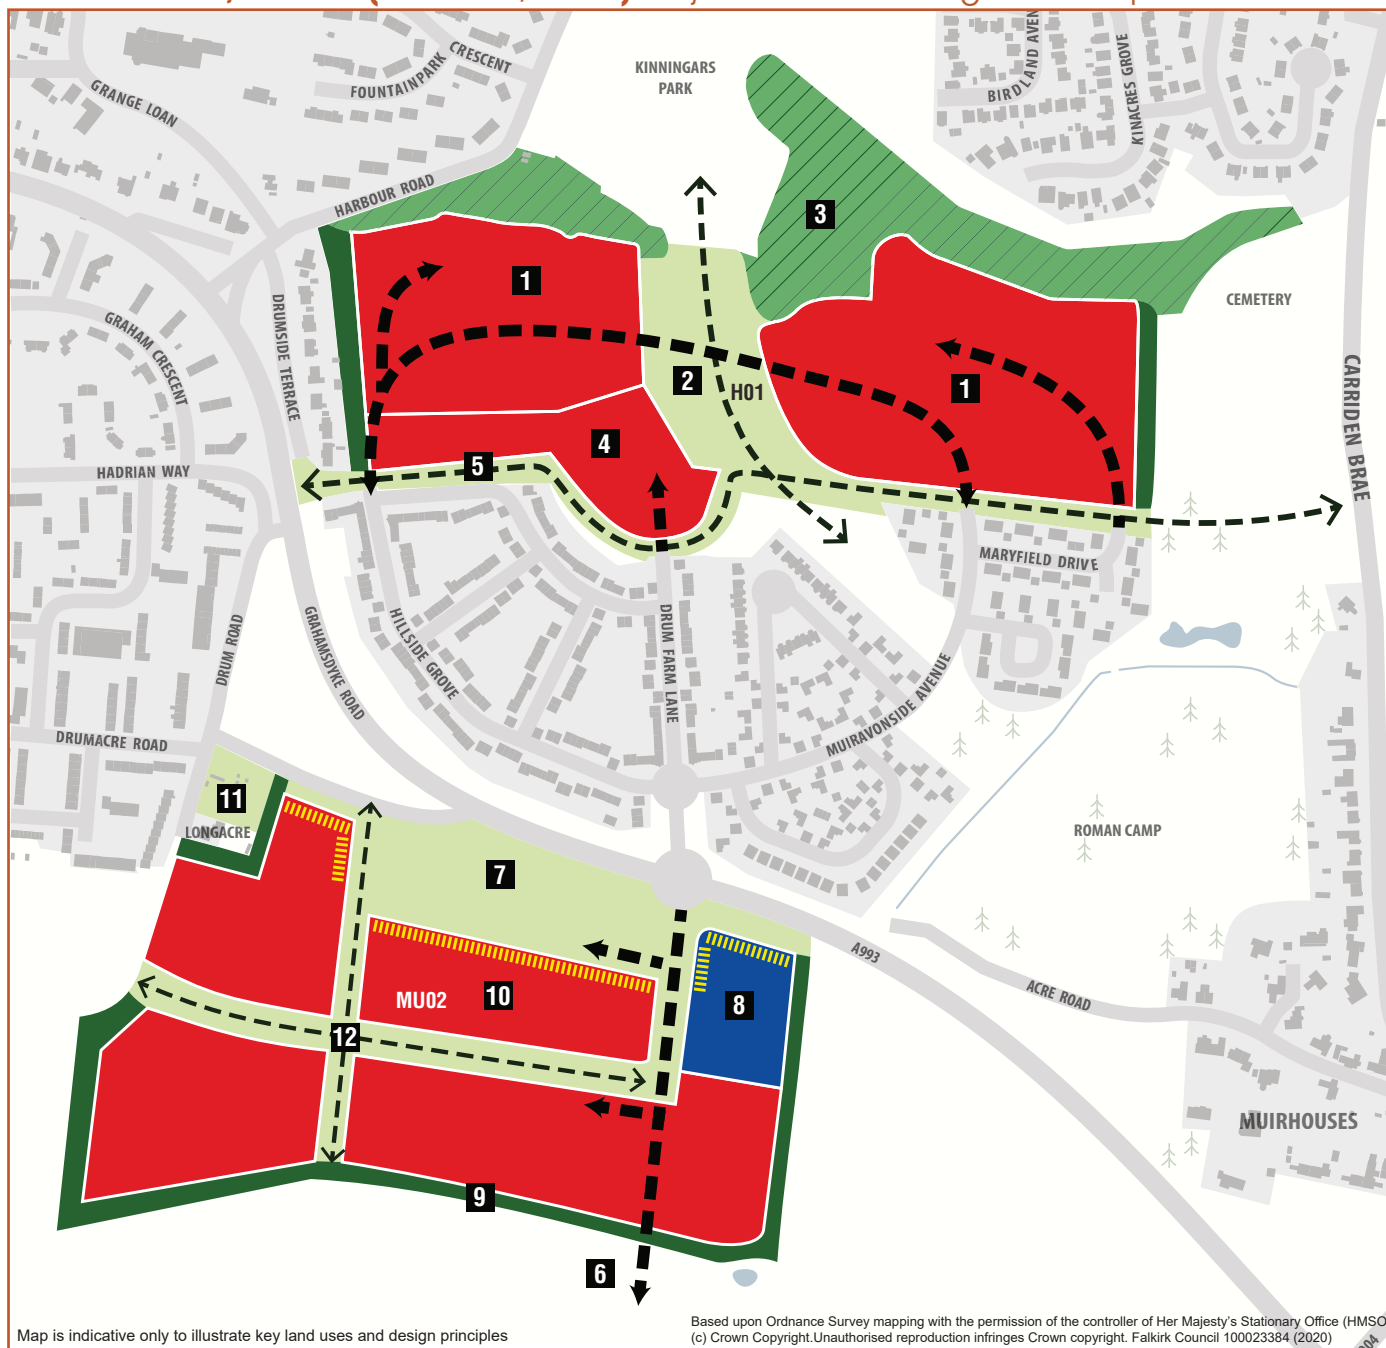 KINNINGARS
PARK
CRESCENT
FOUNTAINPARK
GRANGE LOAN
BIRDLAND AVEN
KINACRES GROVE
HARBOUR ROAD
3
CEMETERY
1
DRUMSIDE TERRACE
GRAHAM CRESCENT
2
H01
1
CARRIDEN BRAE
4
5
HADRIAN WAY
MARYFIELD DRIVE
DRUM ROAD
GRAHAMSDYKE ROAD
HILLSIDE GROVE
DRUM FARM LANE
MUIRAVONSIDE AVENUE
DRUMACRE ROAD
11
LONGACRE
ROMAN CAMP
7
A993
MU02
10
8
ACRE ROAD
12
MUIRHOUSES
9
6
Map is indicative only to illustrate key land uses and design principles
Based upon Ordnance Survey mapping with the permission of the controller of Her Majesty's Stationary Office (HMSO
(c) Crown Copyright.Unauthorised reproduction infringes Crown copyright. Falkirk Council 100023384 (2020)